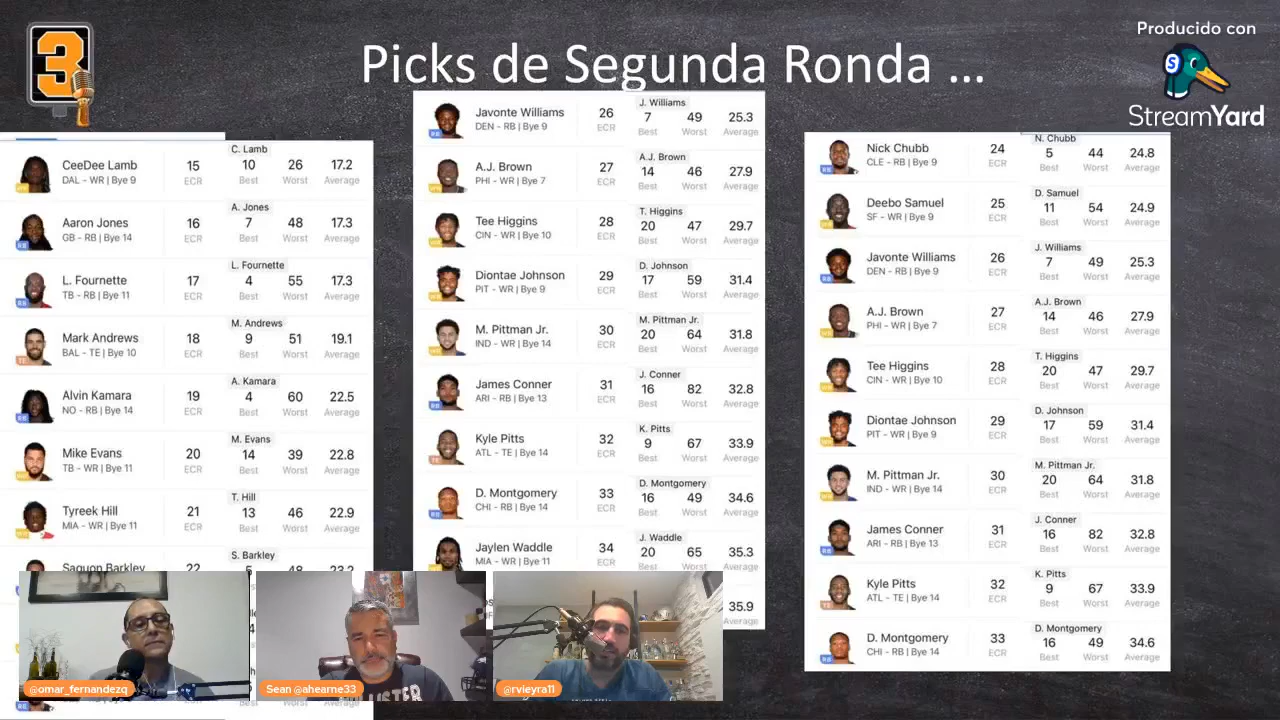 3
Picks de Segunda Ronda ...
Producido con
S
StreamYard
C. Lamb
CeeDee Lamb 15 10 26 17.2
DAL - WR | Bye 9 ECR Best Worst Average
A. Jones
Aaron Jones 16 7 48 17.3
GB - RB | Bye 14 ECR Best Worst Average
L. Fournette
L. Fournette 17 4 55 17.3
TB - RB | Bye 11 ECR Best Worst Average
M. Andrews
Mark Andrews 18 9 51 19.1
BAL - TE | Bye 10 ECR Best Worst Average
A. Kamara
Alvin Kamara 19 4 60 22.5
NO - RB | Bye 14 ECR Best Worst Average
M. Evans
Mike Evans 20 14 39 22.8
TB - WR | Bye 11 ECR Best Worst Average
T. Hill
Tyreek Hill 21 13 46 22.9
MIA - WR | Bye 11 ECR Best Worst Average
S. Barkley
Saquon Barkley 22 5 48 23.2
J. Williams
Javonte Williams 26 7 49 25.3
DEN - RB | Bye 9 ECR Best Worst Average
A.J. Brown
A.J. Brown 27 14 46 27.9
PHI - WR | Bye 7 ECR Best Worst Average
T. Higgins
Tee Higgins 28 20 47 29.7
CIN - WR | Bye 10 ECR Best Worst Average
D. Johnson
Diontae Johnson 29 17 59 31.4
PIT - WR | Bye 9 ECR Best Worst Average
M. Pittman Jr.
M. Pittman Jr. 30 20 64 31.8
IND - WR | Bye 14 ECR Best Worst Average
J. Conner
James Conner 31 16 82 32.8
ARI - RB | Bye 13 ECR Best Worst Average
K. Pitts
Kyle Pitts 32 9 67 33.9
ATL - TE | Bye 14 ECR Best Worst Average
D. Montgomery
D. Montgomery 33 16 49 34.6
CHI - RB | Bye 14 ECR Best Worst Average
J. Waddle
Jaylen Waddle 34 20 65 35.3
MIA - WR | Bye 11 ECR Best Worst Average
35.9
Average
N. Chubb
Nick Chubb 24 5 44 24.8
CLE - RB | Bye 9 ECR Best Worst Average
D. Samuel
Deebo Samuel 25 11 54 24.9
SF - WR | Bye 9 ECR Best Worst Average
J. Williams
Javonte Williams 26 7 49 25.3
DEN - RB | Bye 9 ECR Best Worst Average
A.J. Brown
A.J. Brown 27 14 46 27.9
PHI - WR | Bye 7 ECR Best Worst Average
T. Higgins
Tee Higgins 28 20 47 29.7
CIN - WR | Bye 10 ECR Best Worst Average
D. Johnson
Diontae Johnson 29 17 59 31.4
PIT - WR | Bye 9 ECR Best Worst Average
M. Pittman Jr.
M. Pittman Jr. 30 20 64 31.8
IND - WR | Bye 14 ECR Best Worst Average
J. Conner
James Conner 31 16 82 32.8
ARI - RB | Bye 13 ECR Best Worst Average
K. Pitts
Kyle Pitts 32 9 67 33.9
ATL - TE | Bye 14 ECR Best Worst Average
D. Montgomery
D. Montgomery 33 16 49 34.6
CHI - RB | Bye 14 ECR Best Worst Average
@omar_fernandezq
Sean @ahearne33
@rvieyra11